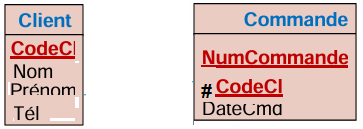 Client
CodeCl
Nom
Prénom
Tél
Commande
NumCommande
# CodeCl
DateCmd